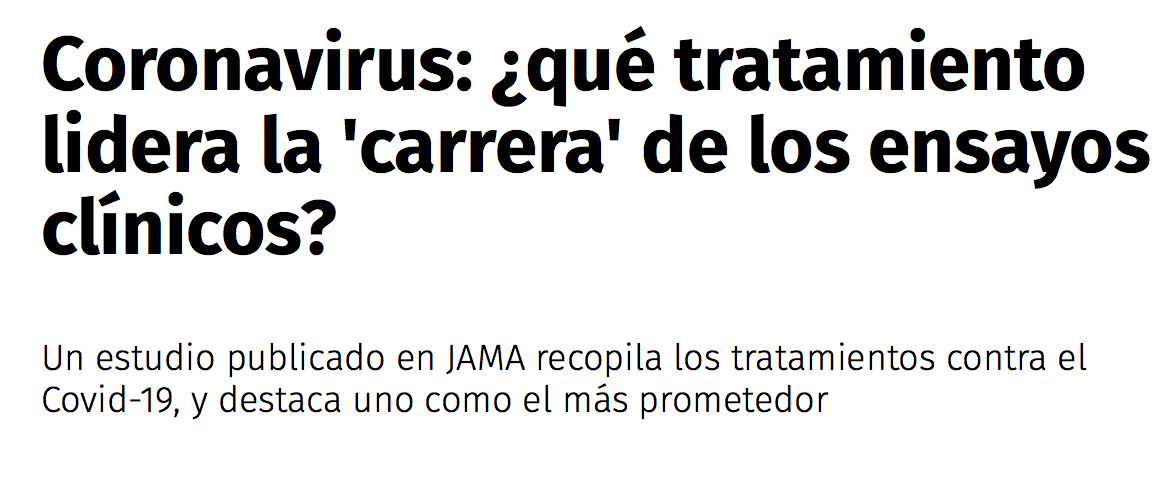 Coronavirus: ¿qué tratamiento
lidera la 'carrera' de los ensayos
clínicos?
Un estudio publicado en JAMA recopila los tratamientos contra el
Covid-19, y destaca uno como el más prometedor